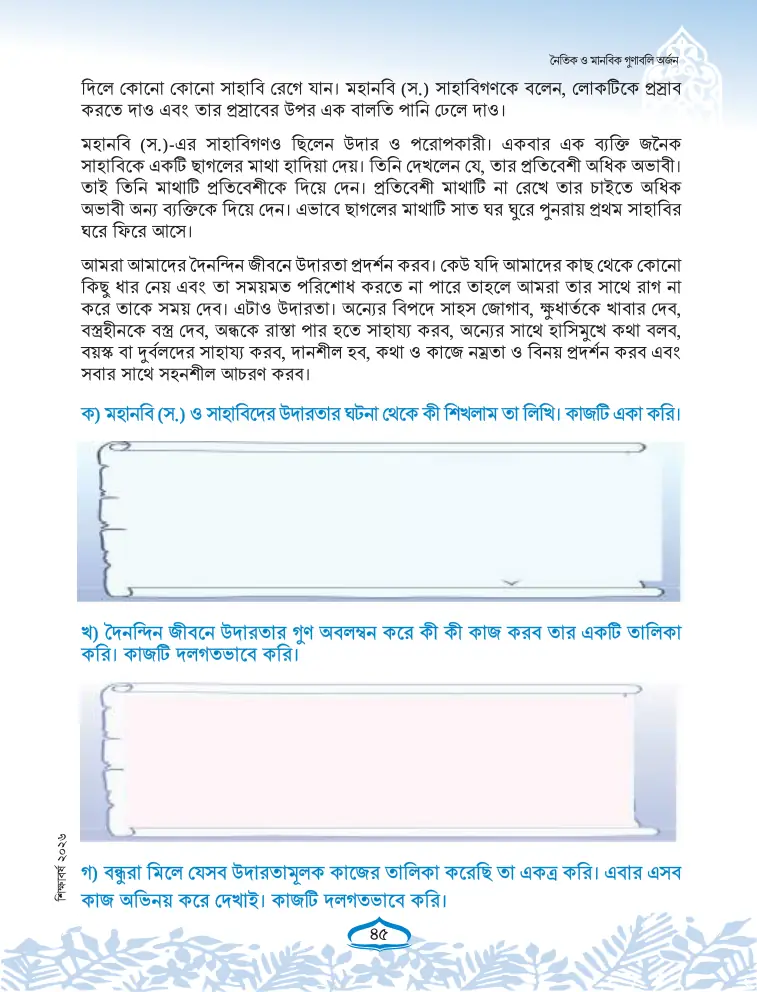 নৈতিক ও মানবিক গুণাবলি অর্জন
দিলে কোনো কোনো সাহাবি রেগে যান। মহানবি (স.) সাহাবিগণকে বলেন, লোকটিকে প্রস্রাব
করতে দাও এবং তার প্রস্রাবের উপর এক বালতি পানি ঢেলে দাও।
মহানবি (স.)-এর সাহাবিগণও ছিলেন উদার ও পরোপকারী। একবার এক ব্যক্তি জনৈক
সাহাবিকে একটি ছাগলের মাথা হাদিয়া দেয়। তিনি দেখলেন যে, তার প্রতিবেশী অধিক অভাবী।
তাই তিনি মাথাটি প্রতিবেশীকে দিয়ে দেন। প্রতিবেশী মাথাটি না রেখে তার চাইতে অধিক
অভাবী অন্য ব্যক্তিকে দিয়ে দেন। এভাবে ছাগলের মাথাটি সাত ঘর ঘুরে পুনরায় প্রথম সাহাবির
ঘরে ফিরে আসে।
আমরা আমাদের দৈনন্দিন জীবনে উদারতা প্রদর্শন করব। কেউ যদি আমাদের কাছ থেকে কোনো
কিছু ধার নেয় এবং তা সময়মত পরিশোধ করতে না পারে তাহলে আমরা তার সাথে রাগ না
করে তাকে সময় দেব। এটাও উদারতা। অন্যের বিপদে সাহস জোগাব, ক্ষুধার্তকে খাবার দেব,
বস্ত্রহীনকে বস্ত্র দেব, অন্ধকে রাস্তা পার হতে সাহায্য করব, অন্যের সাথে হাসিমুখে কথা বলব,
বয়স্ক বা দুর্বলদের সাহায্য করব, দানশীল হব, কথা ও কাজে নম্রতা ও বিনয় প্রদর্শন করব এবং
সবার সাথে সহনশীল আচরণ করব।
ক) মহানবি (স.) ও সাহাবিদের উদারতার ঘটনা থেকে কী শিখলাম তা লিখি। কাজটি একা করি।
খ) দৈনন্দিন জীবনে উদারতার গুণ অবলম্বন করে কী কী কাজ করব তার একটি তালিকা
করি। কাজটি দলগতভাবে করি।
গ) বন্ধুরা মিলে যেসব উদারতামূলক কাজের তালিকা করেছি তা একত্র করি। এবার এসব
কাজ অভিনয় করে দেখাই। কাজটি দলগতভাবে করি।
শিক্ষাবর্ষ ২০২৬
৪৫